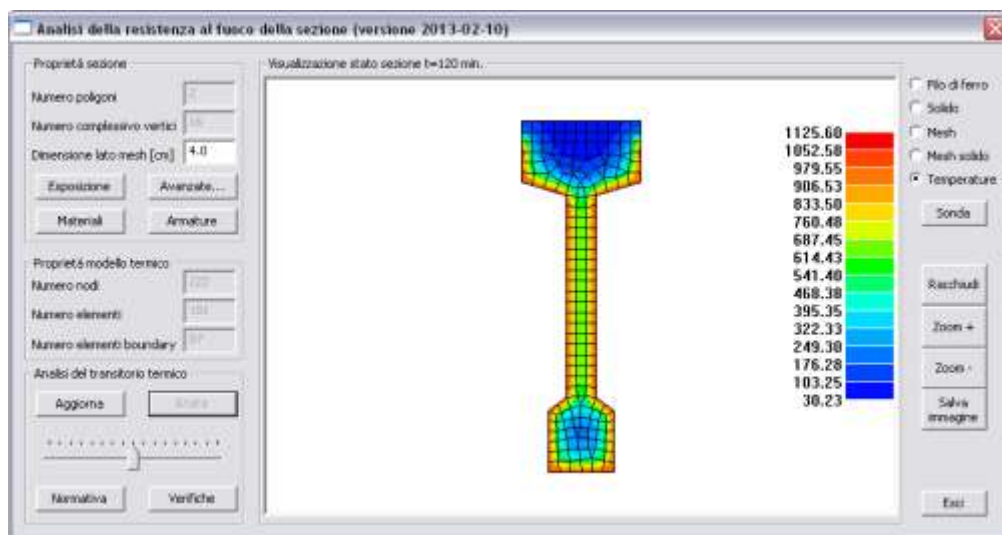 Analisi della resistenza al fuoco della sezione (versione 2013-02-10)
Proprietà sezione
Numero poligoni
Numero complessivo vertici
Dimensione lato mesh [cm] 4.0
Esposizione Avanzate...
Materiali Armature
Proprietà modello termico
Numero nodi
Numero elementi
Numero elementi boundary
Analisi del transitorio termico
Aggiorna
Normativa Verifiche
Visualizzazione stato sezione t=120 min.
1125.60
1052.58
979.55
906.53
833.50
760.48
687.45
614.43
541.40
468.38
395.35
322.33
249.30
176.28
103.25
30.23
Filo di ferro
Solido
Mesh
Mesh solido
Temperature
Sonda
Racchiudi
Zoom +
Zoom -
Salva
immagine
Esci